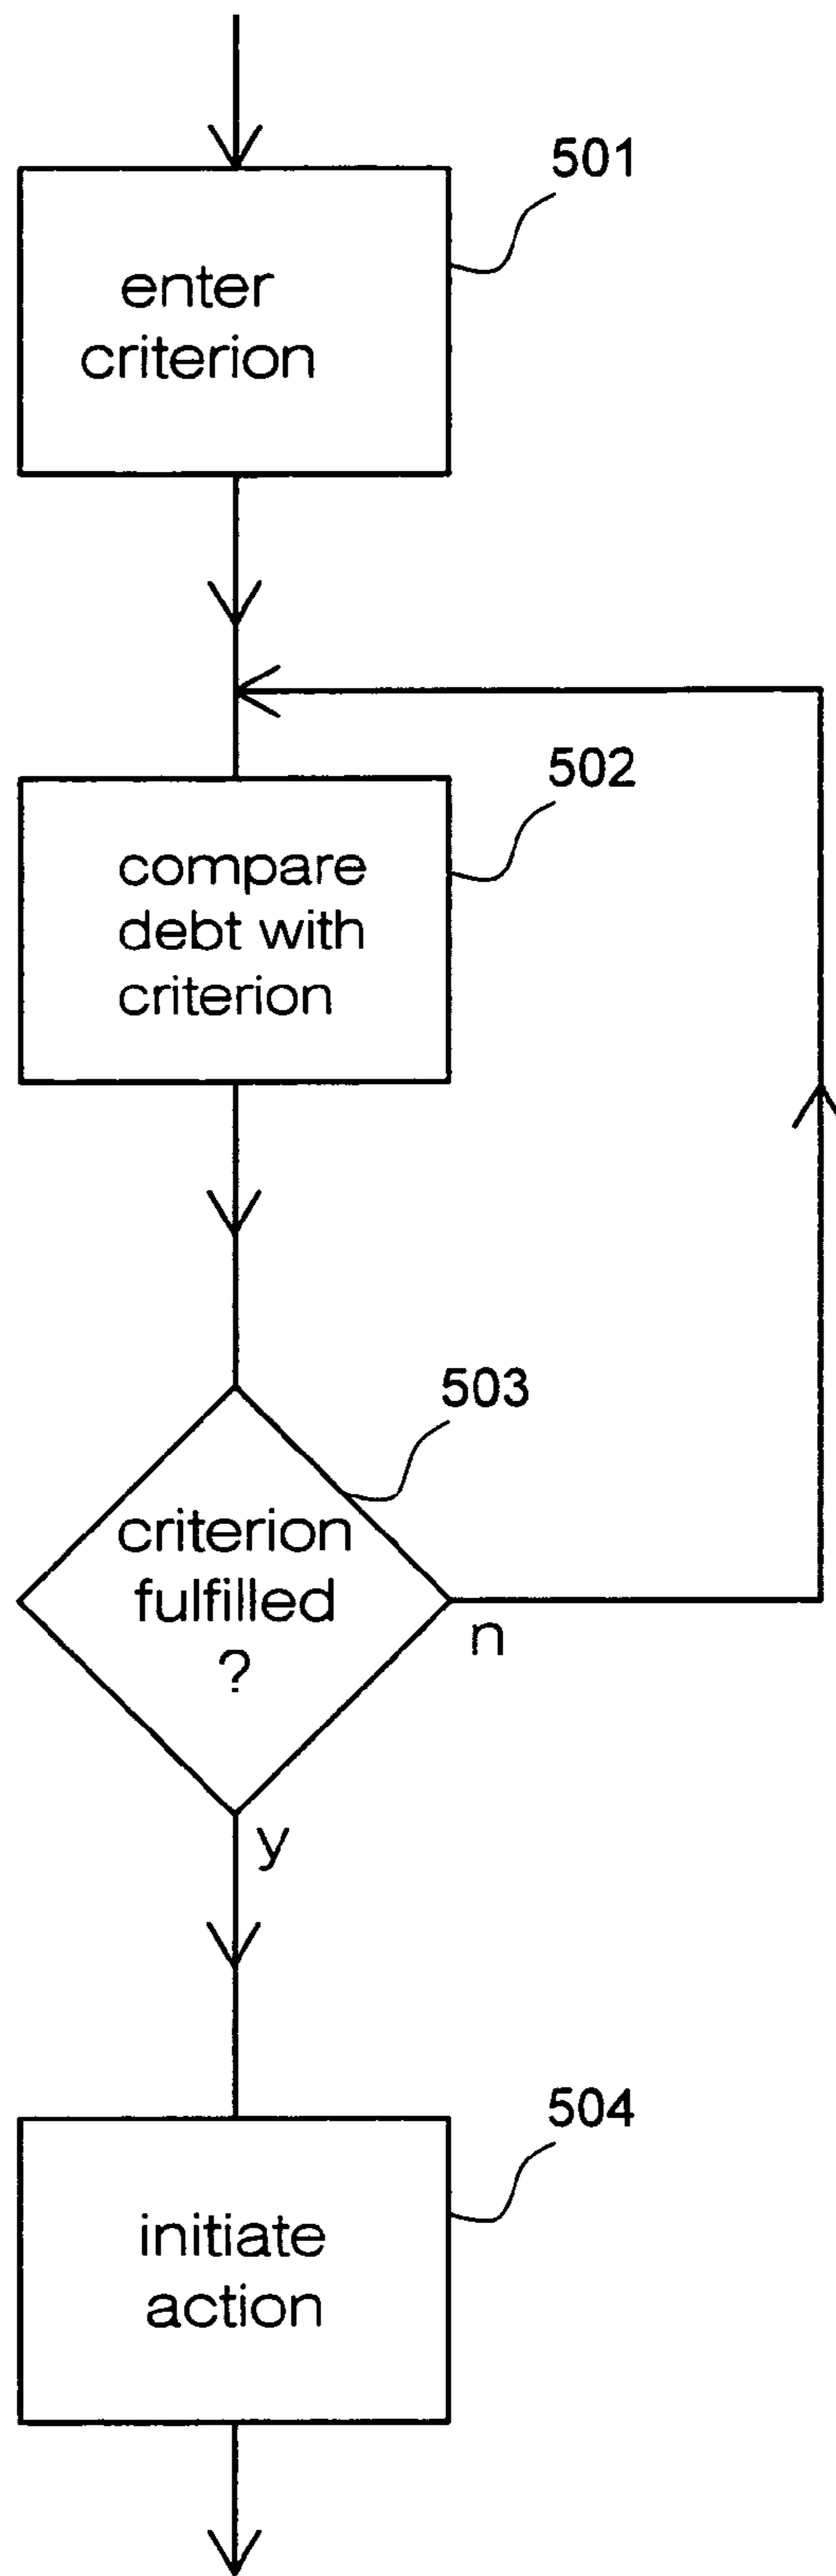 501
enter
criterion
502
compare
debt with
criterion
503
criterion
fulfilled
?
n
y
504
initiate
action